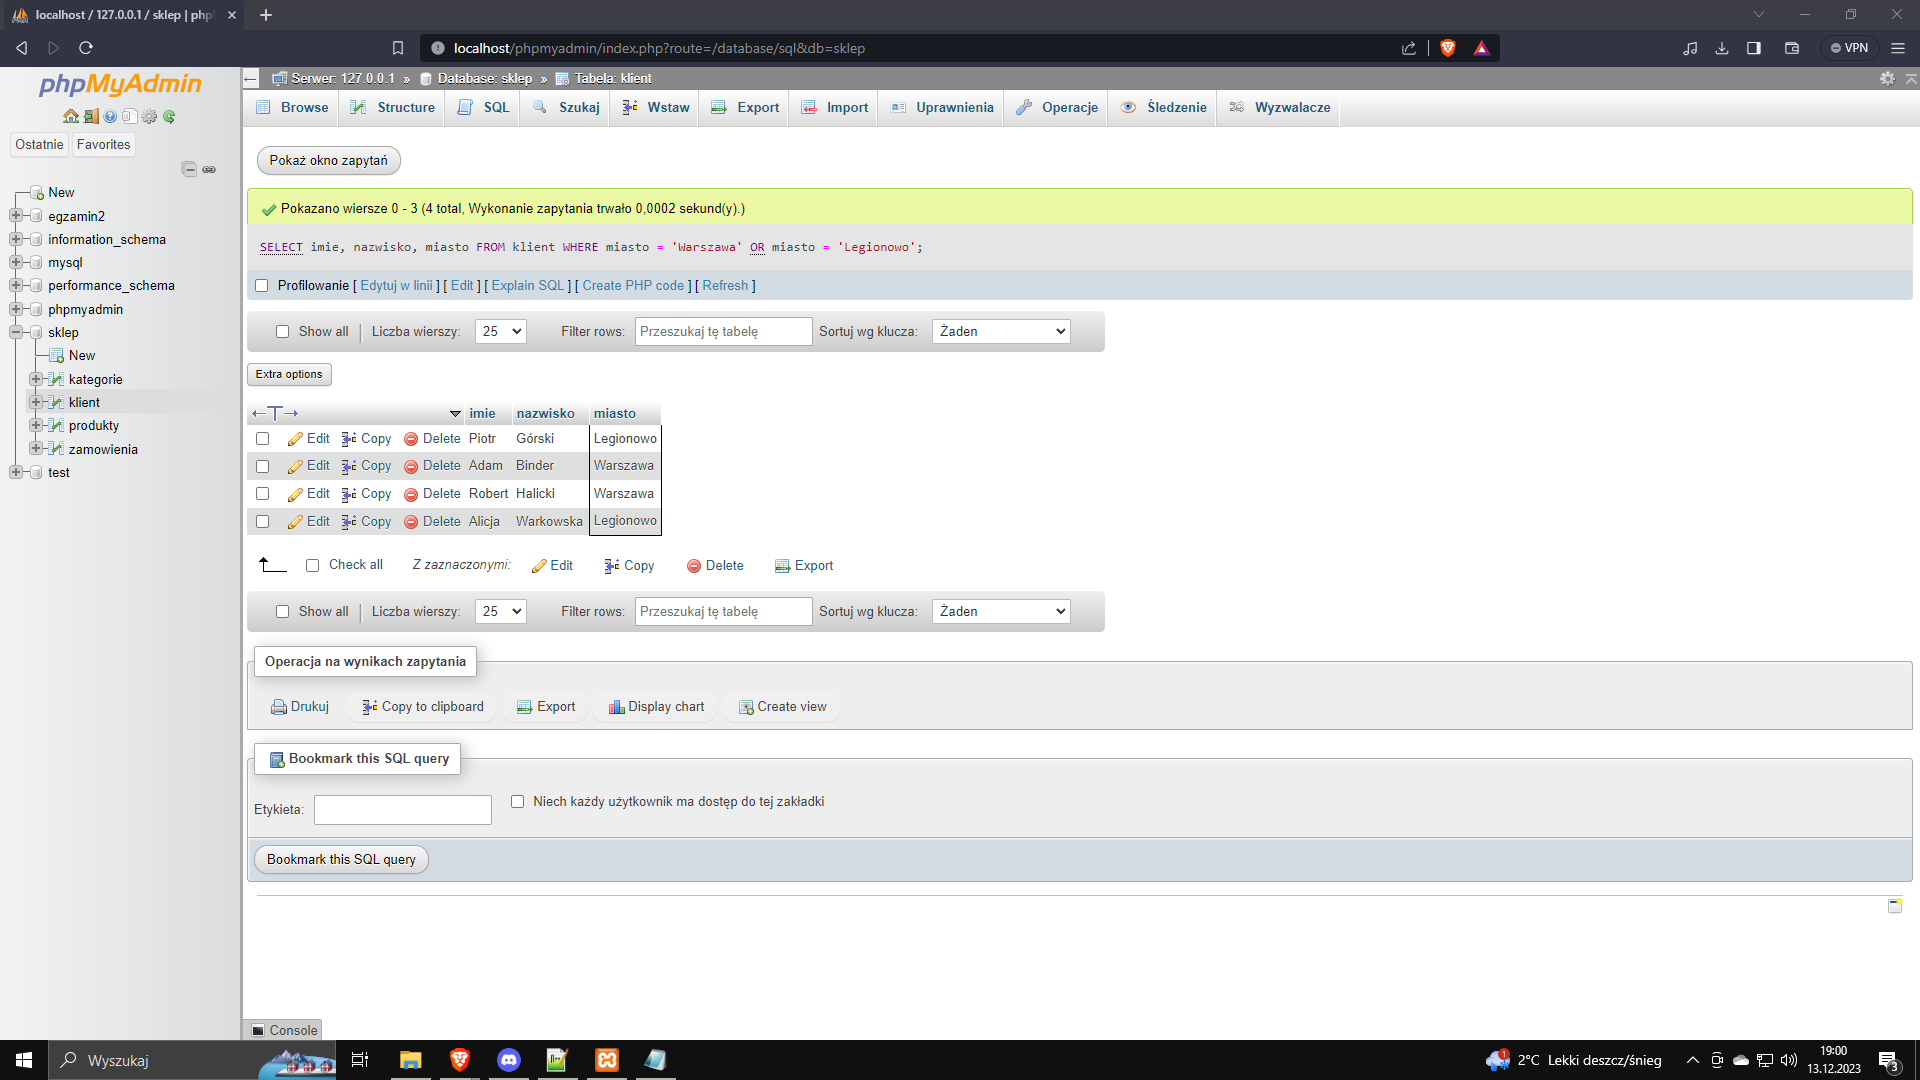 localhost / 127.0.0.1 / sklep | php
localhost/phpmyadmin/index.php?route=/database/sql&db=sklep
VPN
phpMyAdmin
Ostatnie Favorites
New
egzamin2
information_schema
mysql
performance_schema
phpmyadmin
sklep
New
kategorie
klient
produkty
zamowienia
test
Serwer: 127.0.0.1 » Database: sklep » Tabela: klient
Browse Structure SQL Szukaj Wstaw Export Import Uprawnienia Operacje Śledzenie Wyzwalacze
Pokaż okno zapytań
Pokazano wiersze 0 - 3 (4 total, Wykonanie zapytania trwało 0,0002 sekund(y).)
SELECT imie, nazwisko, miasto FROM klient WHERE miasto = 'Warszawa' OR miasto = 'Legionowo';
Profilowanie [ Edytuj w linii ] [ Edit ] [ Explain SQL ] [ Create PHP code ] [ Refresh ]
Show all | Liczba wierszy: 25 Filter rows: Przeszukaj tę tabelę Sortuj wg klucza: Żaden
Extra options
←T→ imie nazwisko miasto
Edit Copy Delete Piotr Górski Legionowo
Edit Copy Delete Adam Binder Warszawa
Edit Copy Delete Robert Halicki Warszawa
Edit Copy Delete Alicja Warkowska Legionowo
Check all Z zaznaczonymi: Edit Copy Delete Export
Show all | Liczba wierszy: 25 Filter rows: Przeszukaj tę tabelę Sortuj wg klucza: Żaden
Operacja na wynikach zapytania
Drukuj Copy to clipboard Export Display chart Create view
Bookmark this SQL query
Etykieta: Niech każdy użytkownik ma dostęp do tej zakładki
Bookmark this SQL query
Console
Wyszukaj
1
2°C Lekki deszcz/śnieg
19:00
13.12.2023
3